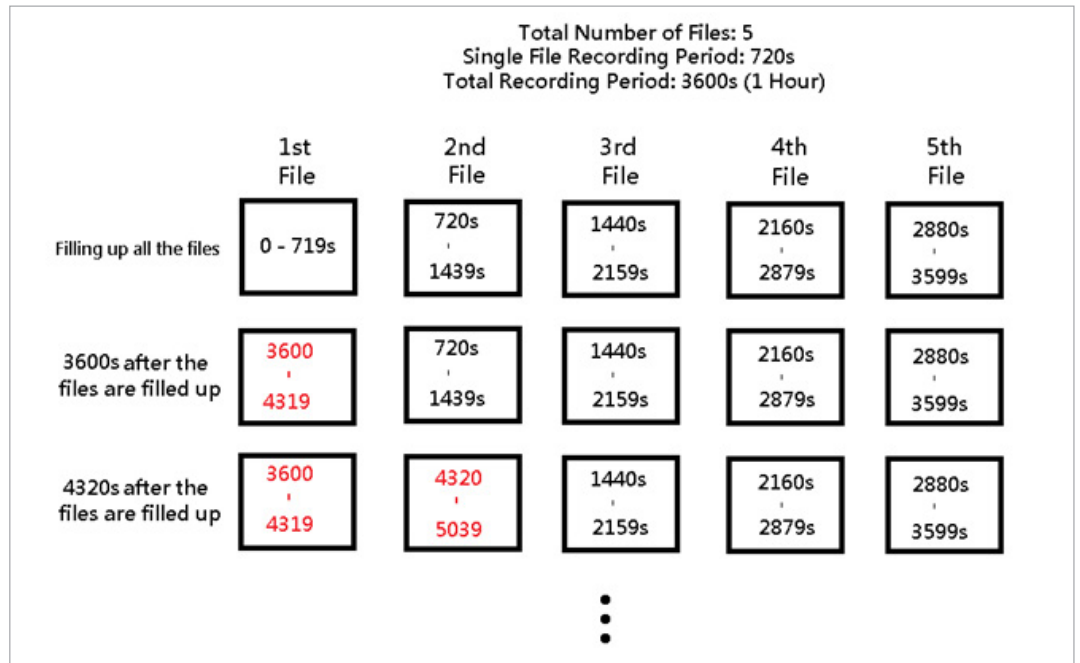 Total Number of Files: 5
Single File Recording Period: 720s
Total Recording Period: 3600s (1 Hour)
1st File
2nd File
3rd File
4th File
5th File
Filling up all the files
0 - 719s
720s - 1439s
1440s - 2159s
2160s - 2879s
2880s - 3599s
3600s after the files are filled up
3600 - 4319
720s - 1439s
1440s - 2159s
2160s - 2879s
2880s - 3599s
4320s after the files are filled up
3600 - 4319
4320 - 5039
1440s - 2159s
2160s - 2879s
2880s - 3599s